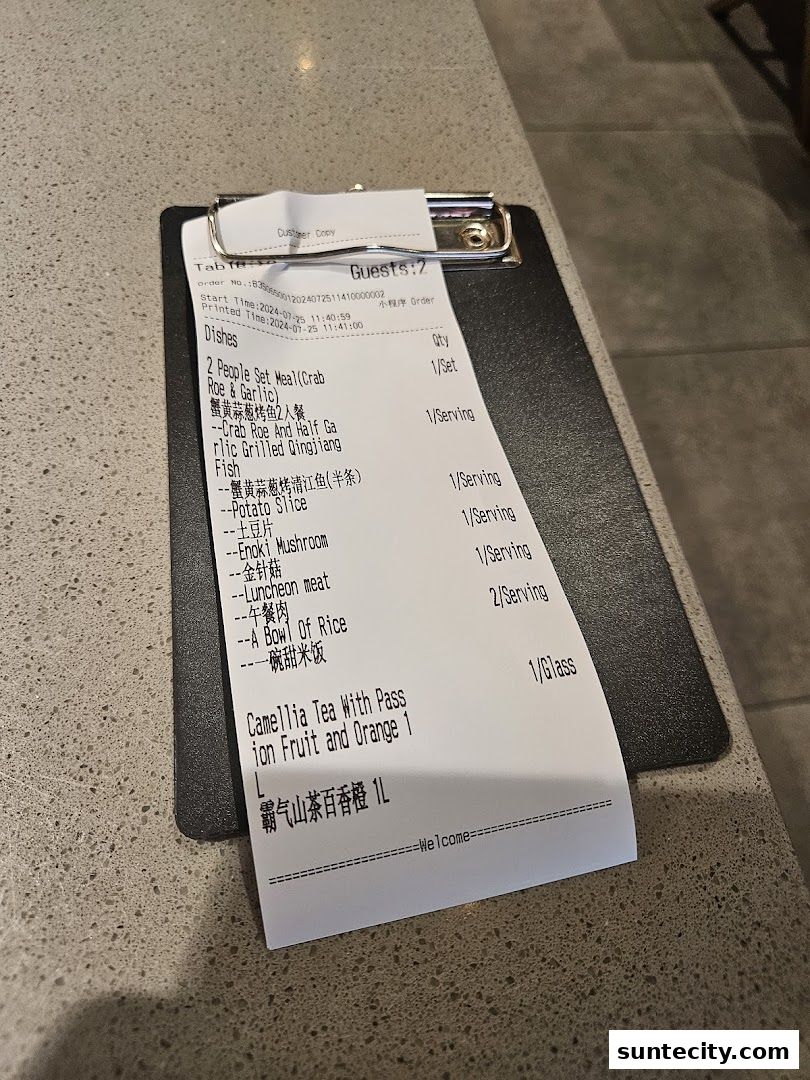 Customer Copy
Guests:2
order No.:
小程序 Order
Start Time:2024-07-25 11:40:59
Printed Time:2024-07-25 11:41:00
Dishes Qty
2 People Set Meal(Crab 1/Set
Roe & Garlic)
蟹黄蒜葱烤鱼2人餐
--Crab Roe And Half Ga 1/Serving
rlic Grilled Qingjiang
Fish
--蟹黄蒜葱烤清江鱼(半条)
--Potato Slice 1/Serving
--土豆片
--Enoki Mushroom 1/Serving
--金针菇
--Luncheon meat 1/Serving
--午餐肉
--A Bowl Of Rice 2/Serving
--一碗甜米饭
Camellia Tea With Pass 1/Glass
ion Fruit and Orange 1
L
霸气山茶百香橙 1L
====================Welcome====================
suntecity.com